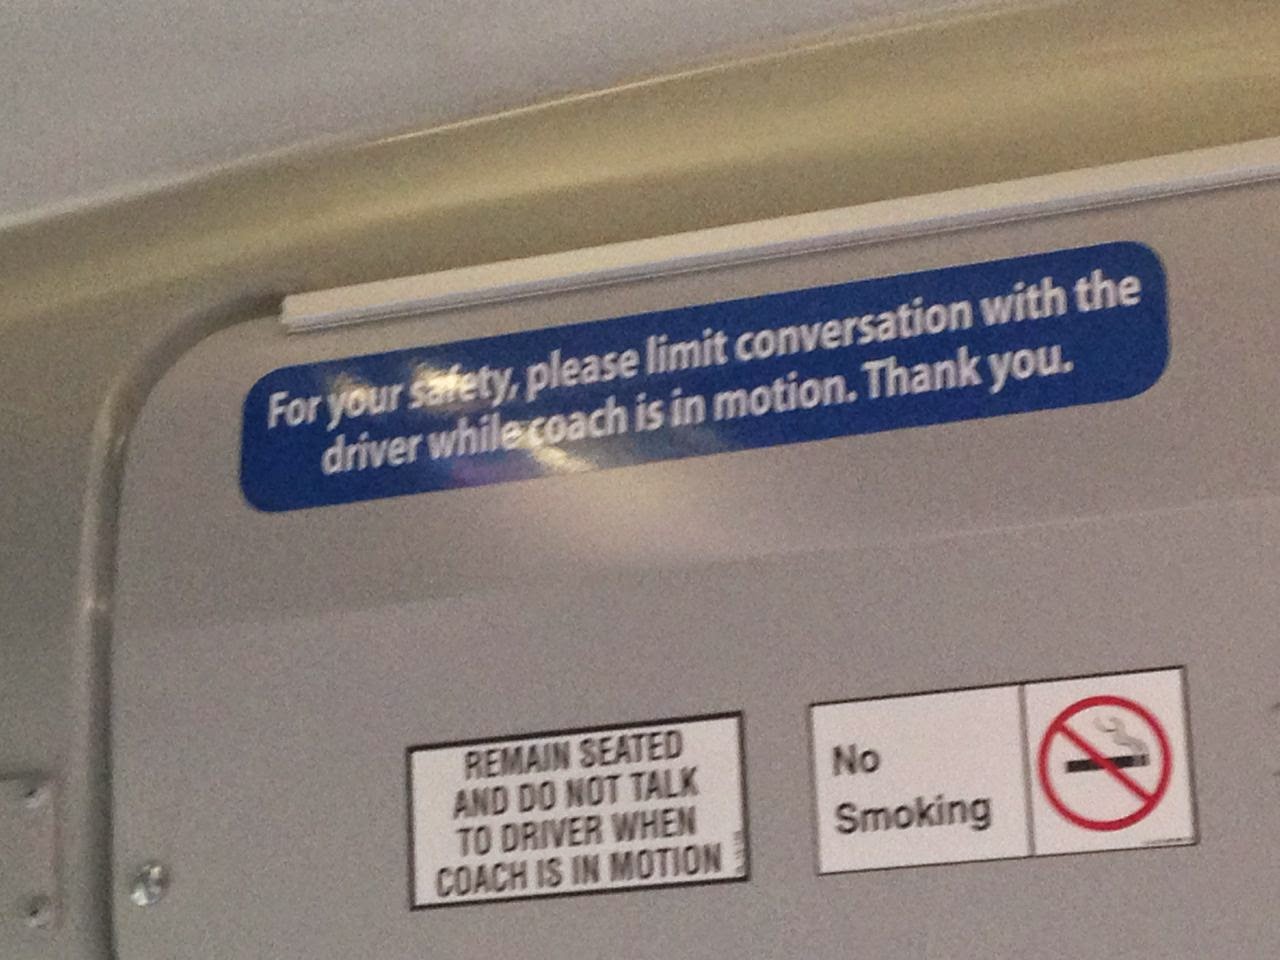 For your safety, please limit conversation with the
driver while coach is in motion. Thank you.
REMAIN SEATED
AND DO NOT TALK
TO DRIVER WHEN
COACH IS IN MOTION
No
Smoking